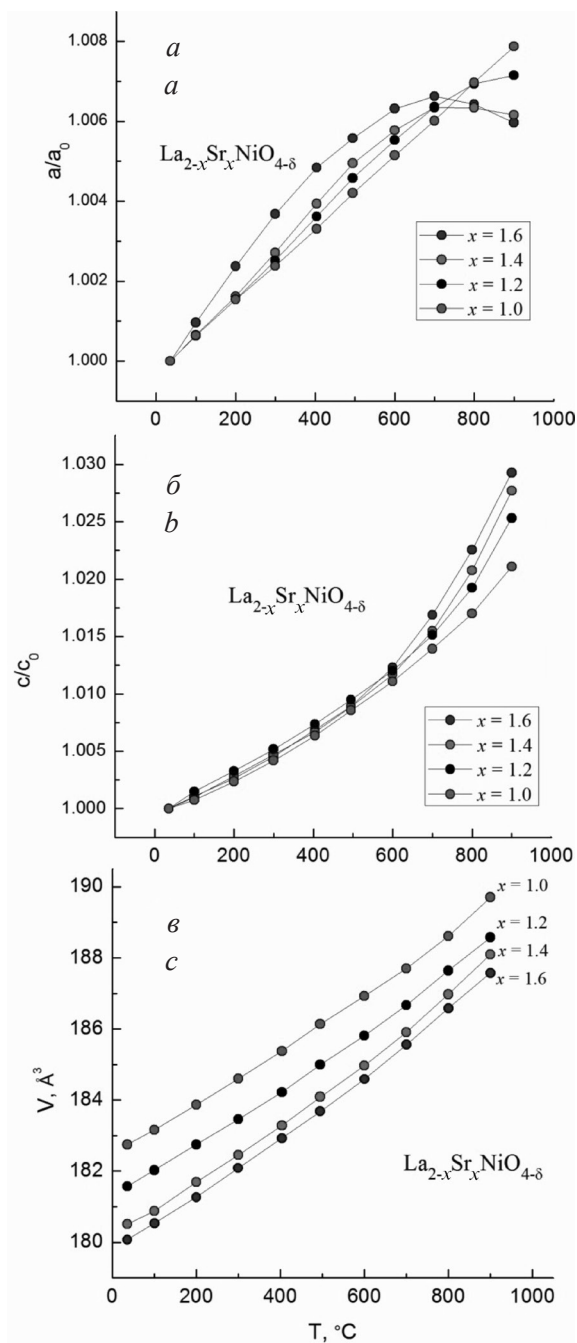 а
a
1.008
1.006
1.004
1.002
1.000
a/a₀
La₂₋ₓSrₓNiO₄₋δ
x = 1.6
x = 1.4
x = 1.2
x = 1.0
0 200 400 600 800 1000
б
b
1.030
1.025
1.020
1.015
1.010
1.005
1.000
c/c₀
La₂₋ₓSrₓNiO₄₋δ
x = 1.6
x = 1.4
x = 1.2
x = 1.0
0 200 400 600 800 1000
в
c
190
188
186
184
182
180
V, Å³
x = 1.0
x = 1.2
x = 1.4
x = 1.6
La₂₋ₓSrₓNiO₄₋δ
0 200 400 600 800 1000
T, °C